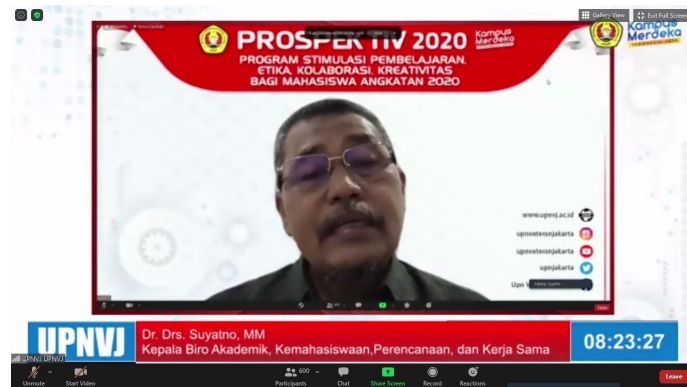 Gallery View
Exit Full Screen
PROSPEKTIV 2020
Kampus
Merdeka
PROGRAM STIMULASI PEMBELAJARAN,
ETIKA, KOLABORASI, KREATIVITAS
BAGI MAHASISWA ANGKATAN 2020
Kampus
Merdeka
www.upnvj.ac.id
upnveteranjakarta
upnveteranjakarta
upnjakarta
Upn
UPNVJ
Dr. Drs. Suyatno, MM
Kepala Biro Akademik, Kemahasiswaan,Perencanaan, dan Kerja Sama
08:23:27
UPNVJ UPNVJ
Unmute
Start Video
600
Participants
Chat
Share Screen
Record
Reactions
Leave